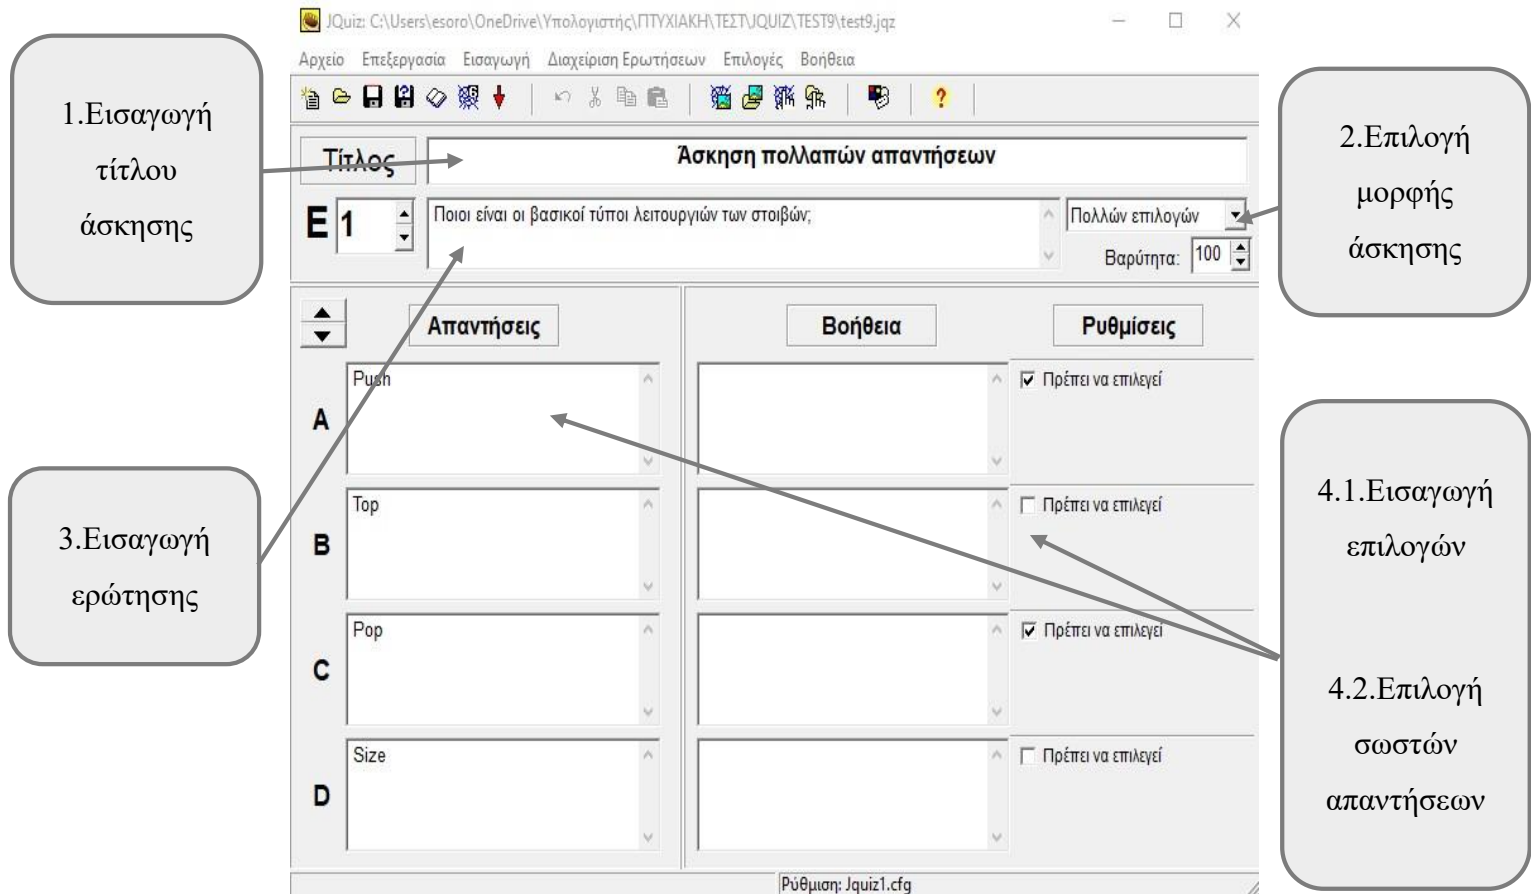 JQuiz: C:\Users\esoro\OneDrive\Υπολογιστής\ΠΤΥΧΙΑΚΗ\ΤΕΣΤ\JQUIZ\TEST9\test9.jqz
Αρχείο Επεξεργασία Εισαγωγή Διαχείριση Ερωτήσεων Επιλογές Βοήθεια
1.Εισαγωγή
τίτλου
άσκησης
2.Επιλογή
μορφής
άσκησης
Τίτλος
Άσκηση πολλαπών απαντήσεων
Ε 1
Ποιοι είναι οι βασικοί τύποι λειτουργιών των στοιβών;
Πολλών επιλογών
Βαρύτητα: 100
Απαντήσεις
Βοήθεια
Ρυθμίσεις
A
Push
Πρέπει να επιλεγεί
B
Top
Πρέπει να επιλεγεί
C
Pop
Πρέπει να επιλεγεί
D
Size
Πρέπει να επιλεγεί
3.Εισαγωγή
ερώτησης
4.1.Εισαγωγή
επιλογών
4.2.Επιλογή
σωστών
απαντήσεων
Ρύθμιση: Jquiz1.cfg